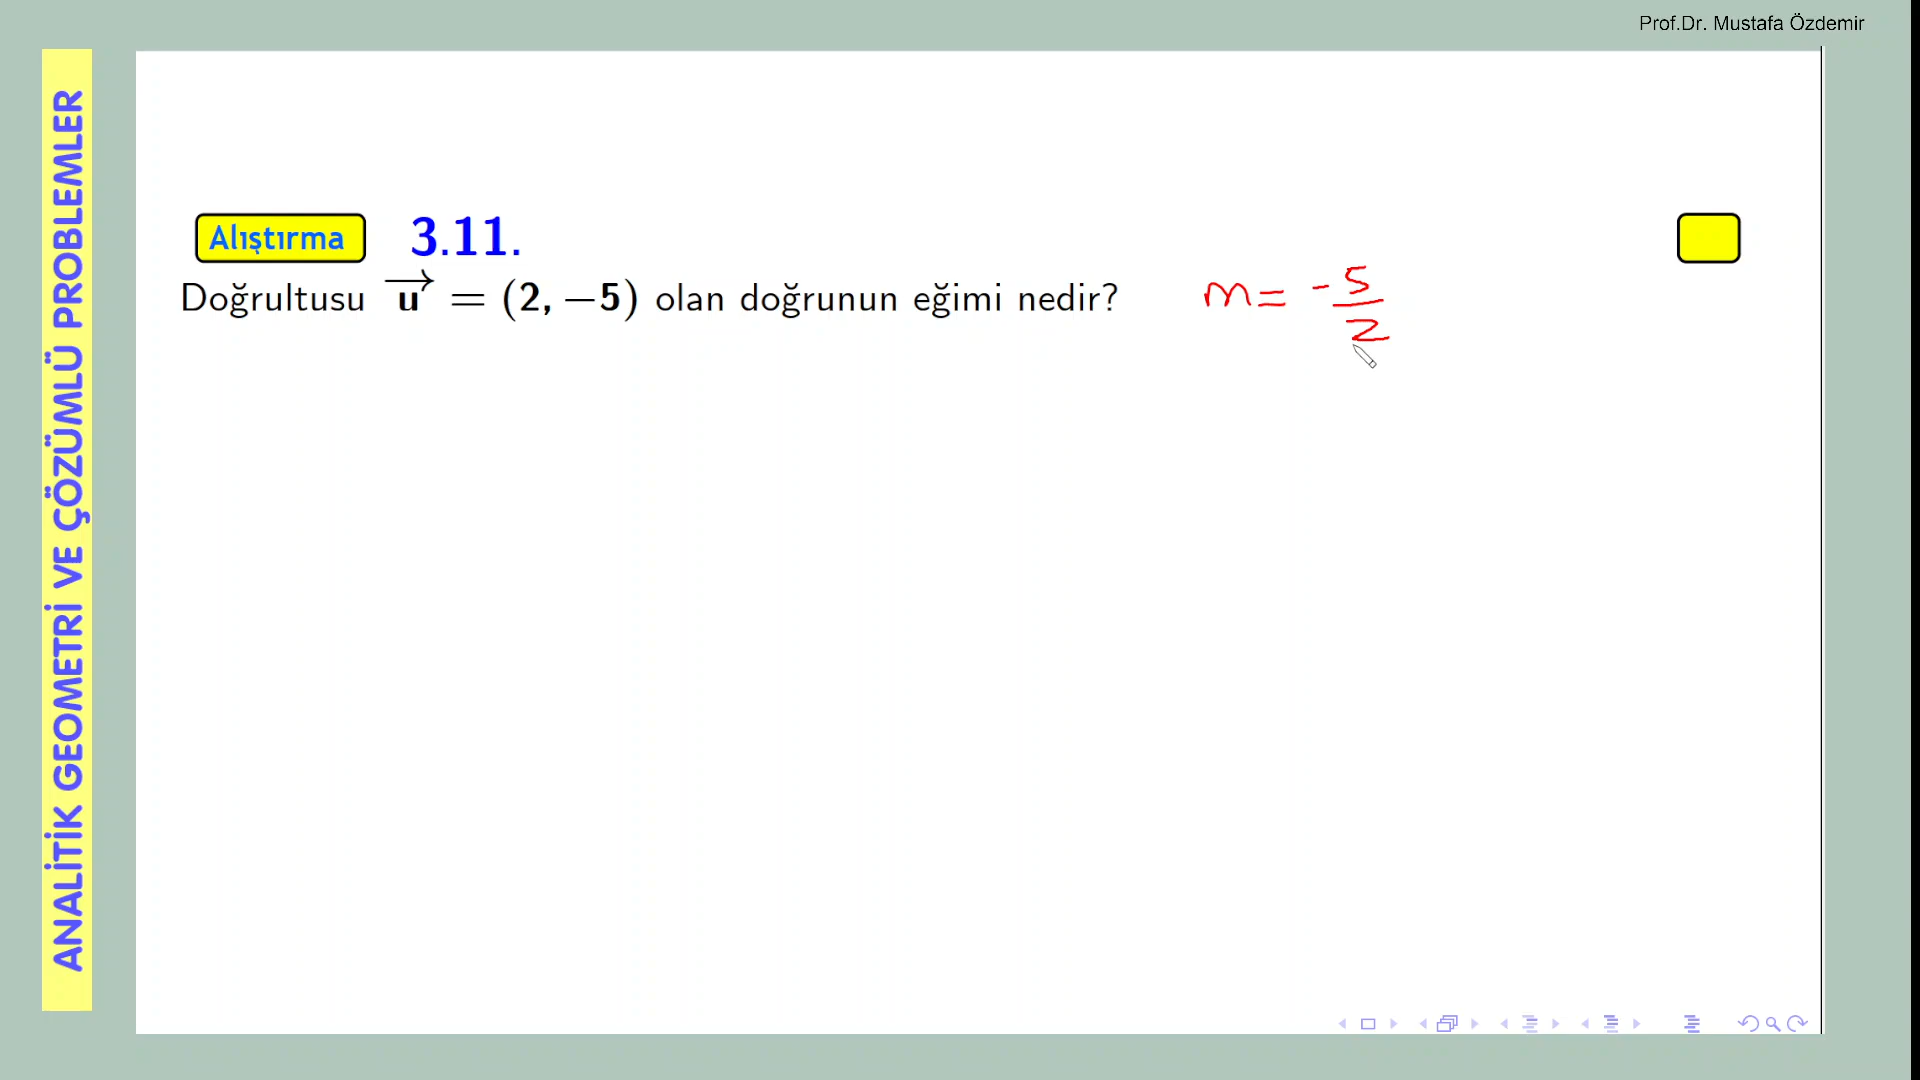 Prof.Dr. Mustafa Özdemir
ANALİTİK GEOMETRİ VE ÇÖZÜMLÜ PROBLEMLER
Alıştırma 3.11.
Doğrultusu u⃗ = (2, −5) olan doğrunun eğimi nedir? m = -5/2